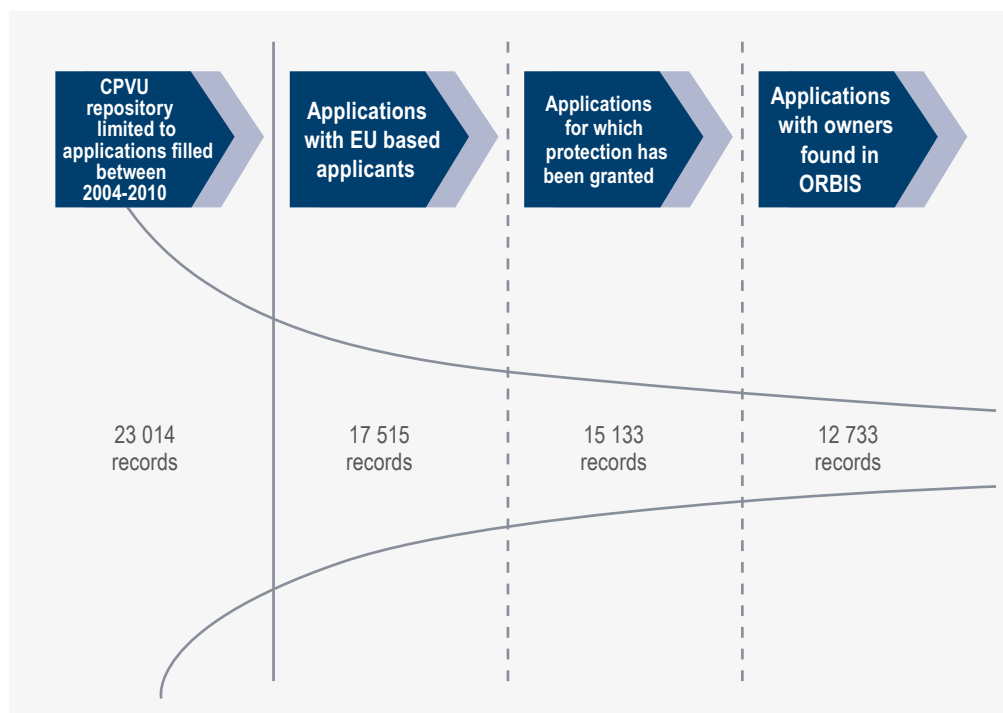 CPVU
repository
limited to
applications filled
between
2004-2010
Applications
with EU based
applicants
Applications
for which
protection has
been granted
Applications
with owners
found in
ORBIS
23 014
records
17 515
records
15 133
records
12 733
records